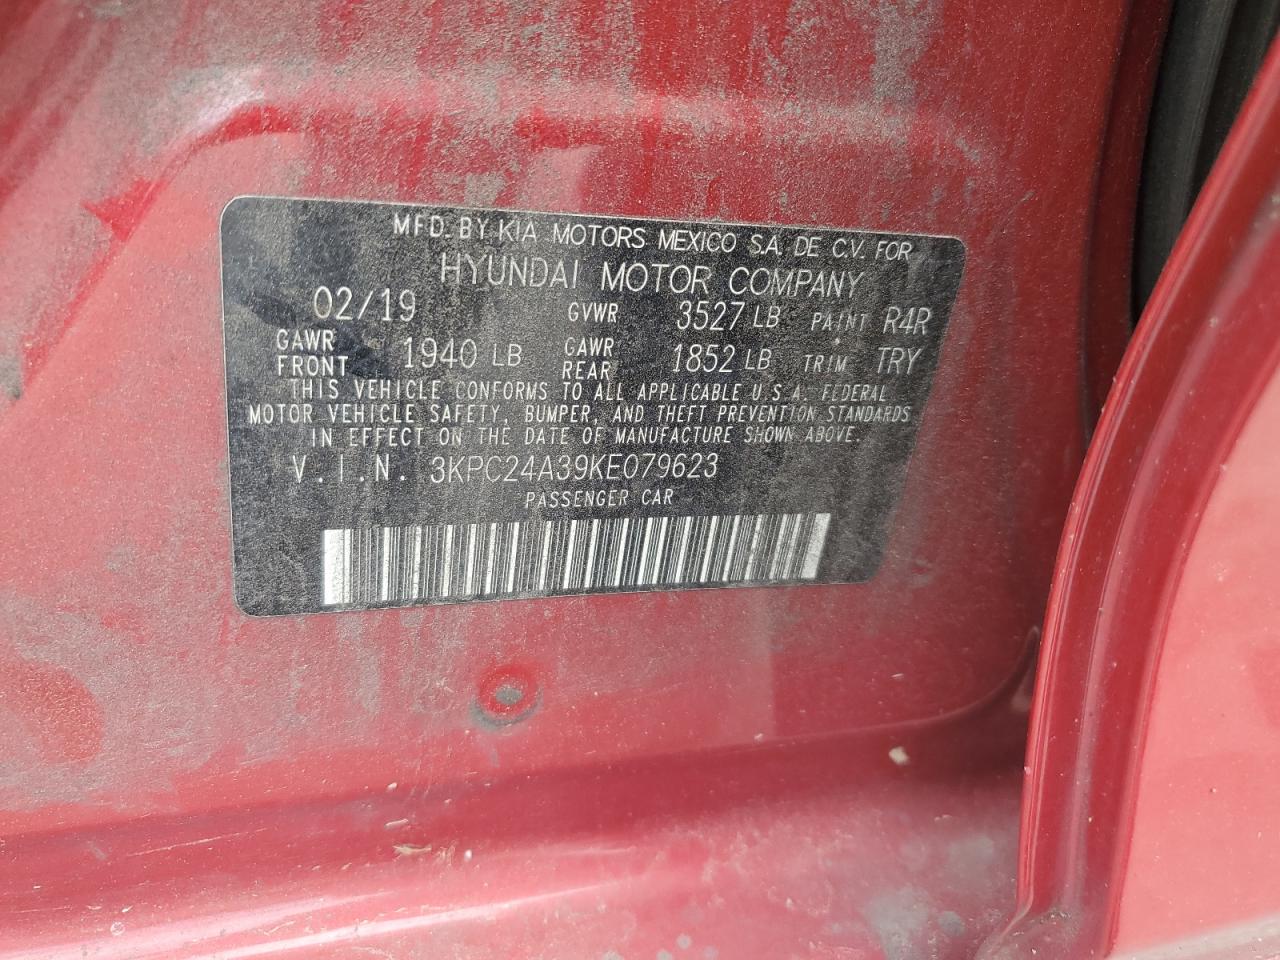 MFD. BY KIA MOTORS MEXICO S.A. DE C.V. FOR
HYUNDAI MOTOR COMPANY
02/19 GVWR 3527 LB PAINT R4R
GAWR FRONT 1940 LB GAWR REAR 1852 LB TRIM TRY
THIS VEHICLE CONFORMS TO ALL APPLICABLE U.S.A. FEDERAL
MOTOR VEHICLE SAFETY, BUMPER, AND THEFT PREVENTION STANDARDS
IN EFFECT ON THE DATE OF MANUFACTURE SHOWN ABOVE.
V.I.N. 3KPC24A39KE079623
PASSENGER CAR